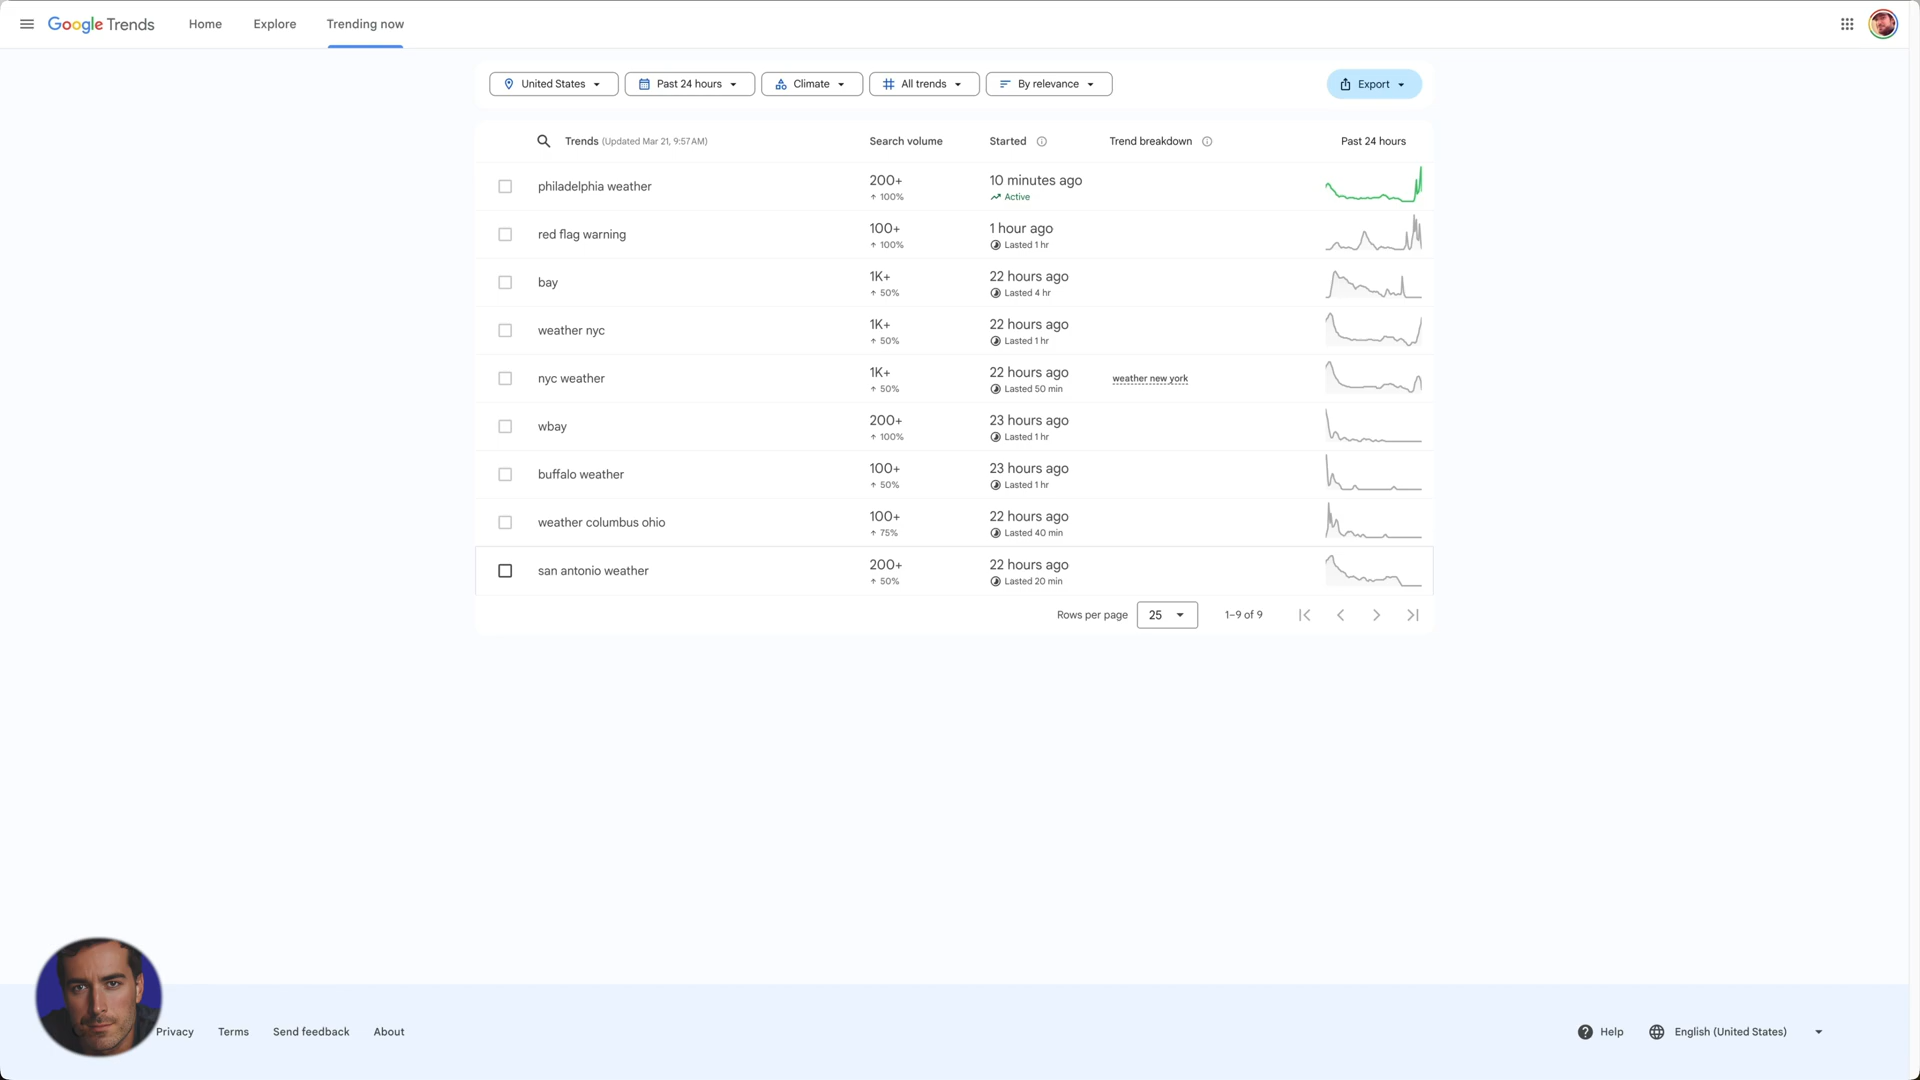 Google Trends Home Explore Trending now
United States Past 24 hours Climate All trends By relevance Export
Trends (Updated Mar 21, 9:57 AM) Search volume Started Trend breakdown Past 24 hours
philadelphia weather 200+ 10 minutes ago
100% Active
red flag warning 100+ 1 hour ago
100% Lasted 1 hr
bay 1K+ 22 hours ago
50% Lasted 4 hr
weather nyc 1K+ 22 hours ago
50% Lasted 1 hr
nyc weather 1K+ 22 hours ago weather new york
50% Lasted 50 min
wbay 200+ 23 hours ago
100% Lasted 1 hr
buffalo weather 100+ 23 hours ago
50% Lasted 1 hr
weather columbus ohio 100+ 22 hours ago
75% Lasted 40 min
san antonio weather 200+ 22 hours ago
50% Lasted 20 min
Rows per page 25 1–9 of 9
Privacy Terms Send feedback About Help English (United States)